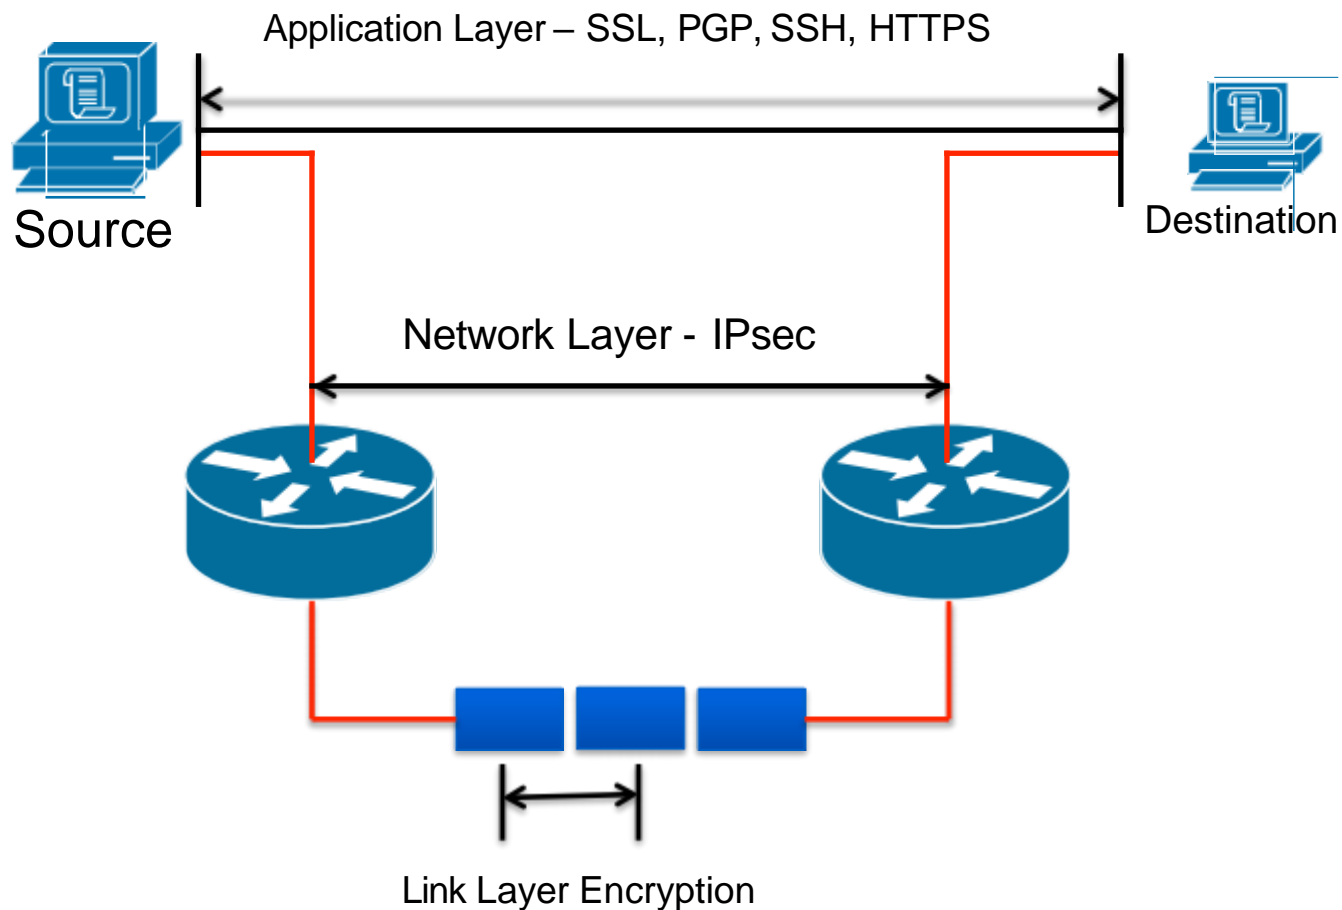 Application Layer – SSL, PGP, SSH, HTTPS
Source
Destination
Network Layer - IPsec
Link Layer Encryption